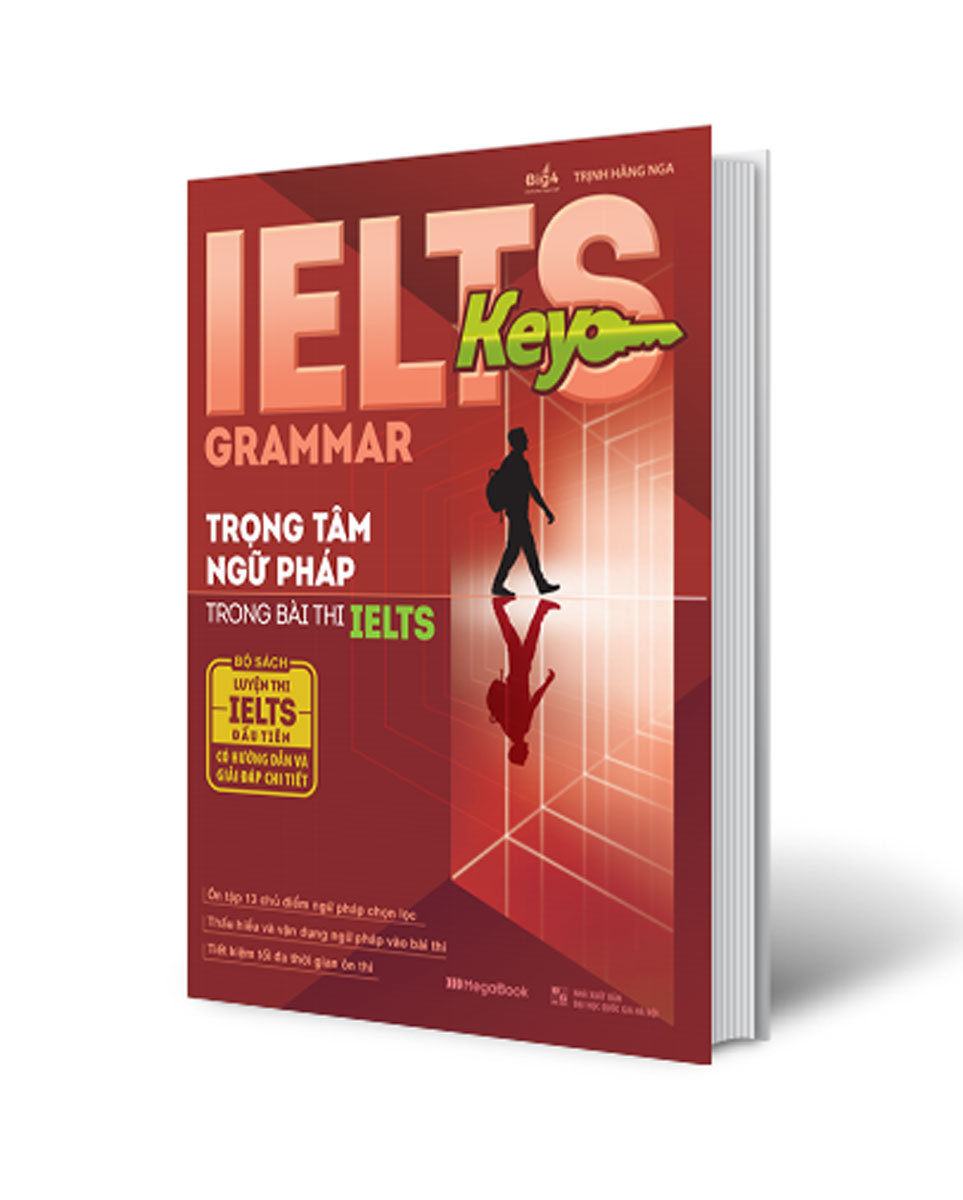 Big4 TRỊNH HẰNG NGA
IELTS
Key
GRAMMAR
TRỌNG TÂM
NGỮ PHÁP
TRONG BÀI THI IELTS
BỘ SÁCH
LUYỆN THI
IELTS
ĐẦU TIÊN
CÓ HƯỚNG DẪN VÀ
GIẢI ĐÁP CHI TIẾT
Ôn tập 13 chủ điểm ngữ pháp chọn lọc
Thấu hiểu và vận dụng ngữ pháp vào bài thi
Tiết kiệm tối đa thời gian ôn thi
MegaBook
NHÀ XUẤT BẢN
ĐẠI HỌC QUỐC GIA HÀ NỘI